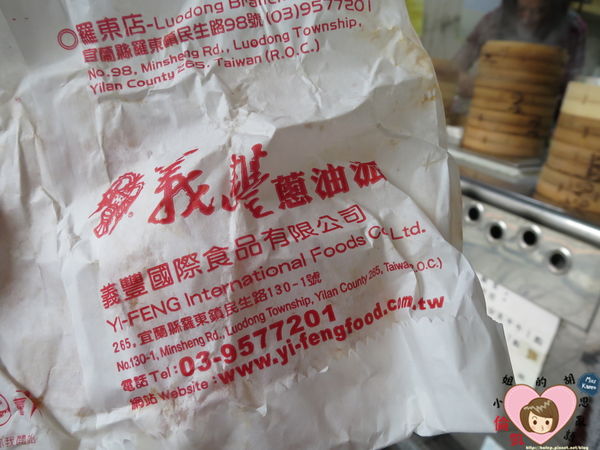 ◎羅東店-Luodong Branch
宜蘭縣羅東鎮民生路98號 (03)9577201
No.98, Minsheng Rd., Luodong Township,
Yilan County 265, Taiwan (R.O.C.)
義豐 蔥油派
義豐國際食品有限公司
YI-FENG International Foods Co., Ltd.
265, 宜蘭縣羅東鎮民生路130-1號
No.130-1, Minsheng Rd., Luodong Township, Yilan County 265, Taiwan(R.O.C.)
電話 Tel: 03-9577201
網站 Website: www.yi-fengfood.com.tw
Miss Karen